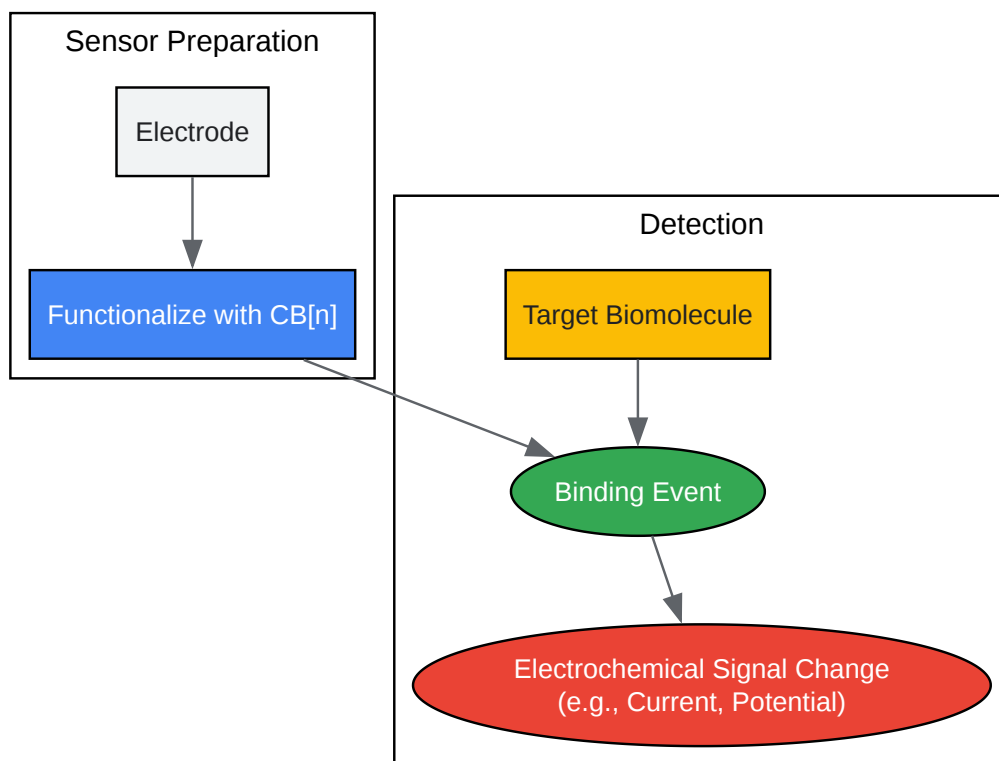 Sensor Preparation
Electrode
Functionalize with CB[n]
Detection
Target Biomolecule
Binding Event
Electrochemical Signal Change
(e.g., Current, Potential)